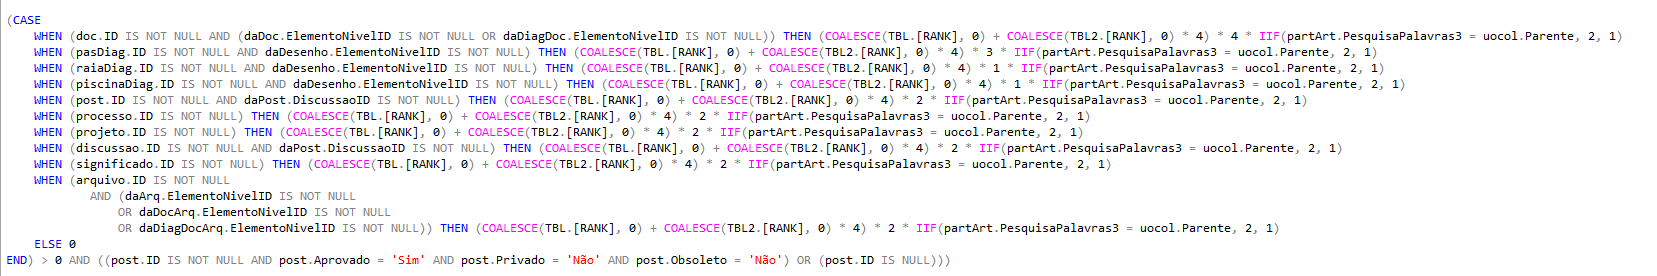 (CASE
WHEN (doc.ID IS NOT NULL AND (daDoc.ElementoNivelID IS NOT NULL OR daDiagDoc.ElementoNivelID IS NOT NULL)) THEN (COALESCE(TBL.[RANK], 0) + COALESCE(TBL2.[RANK], 0) * 4) * 4 * IIF(partArt.PesquisaPalavras3 = uocol.Parente, 2, 1)
WHEN (pasDiag.ID IS NOT NULL AND daDesenho.ElementoNivelID IS NOT NULL) THEN (COALESCE(TBL.[RANK], 0) + COALESCE(TBL2.[RANK], 0) * 4) * 3 * IIF(partArt.PesquisaPalavras3 = uocol.Parente, 2, 1)
WHEN (raiaDiag.ID IS NOT NULL AND daDesenho.ElementoNivelID IS NOT NULL) THEN (COALESCE(TBL.[RANK], 0) + COALESCE(TBL2.[RANK], 0) * 4) * 1 * IIF(partArt.PesquisaPalavras3 = uocol.Parente, 2, 1)
WHEN (piscinaDiag.ID IS NOT NULL AND daDesenho.ElementoNivelID IS NOT NULL) THEN (COALESCE(TBL.[RANK], 0) + COALESCE(TBL2.[RANK], 0) * 4) * 1 * IIF(partArt.PesquisaPalavras3 = uocol.Parente, 2, 1)
WHEN (post.ID IS NOT NULL AND daPost.DiscussaoID IS NOT NULL) THEN (COALESCE(TBL.[RANK], 0) + COALESCE(TBL2.[RANK], 0) * 4) * 2 * IIF(partArt.PesquisaPalavras3 = uocol.Parente, 2, 1)
WHEN (processo.ID IS NOT NULL) THEN (COALESCE(TBL.[RANK], 0) + COALESCE(TBL2.[RANK], 0) * 4) * 2 * IIF(partArt.PesquisaPalavras3 = uocol.Parente, 2, 1)
WHEN (projeto.ID IS NOT NULL) THEN (COALESCE(TBL.[RANK], 0) + COALESCE(TBL2.[RANK], 0) * 4) * 2 * IIF(partArt.PesquisaPalavras3 = uocol.Parente, 2, 1)
WHEN (discussao.ID IS NOT NULL AND daPost.DiscussaoID IS NOT NULL) THEN (COALESCE(TBL.[RANK], 0) + COALESCE(TBL2.[RANK], 0) * 4) * 2 * IIF(partArt.PesquisaPalavras3 = uocol.Parente, 2, 1)
WHEN (significado.ID IS NOT NULL) THEN (COALESCE(TBL.[RANK], 0) + COALESCE(TBL2.[RANK], 0) * 4) * 2 * IIF(partArt.PesquisaPalavras3 = uocol.Parente, 2, 1)
WHEN (arquivo.ID IS NOT NULL
AND (daArq.ElementoNivelID IS NOT NULL
OR daDocArq.ElementoNivelID IS NOT NULL
OR daDiagDocArq.ElementoNivelID IS NOT NULL)) THEN (COALESCE(TBL.[RANK], 0) + COALESCE(TBL2.[RANK], 0) * 4) * 2 * IIF(partArt.PesquisaPalavras3 = uocol.Parente, 2, 1)
ELSE 0
END) > 0 AND ((post.ID IS NOT NULL AND post.Aprovado = 'Sim' AND post.Privado = 'Não' AND post.Obsoleto = 'Não') OR (post.ID IS NULL)))